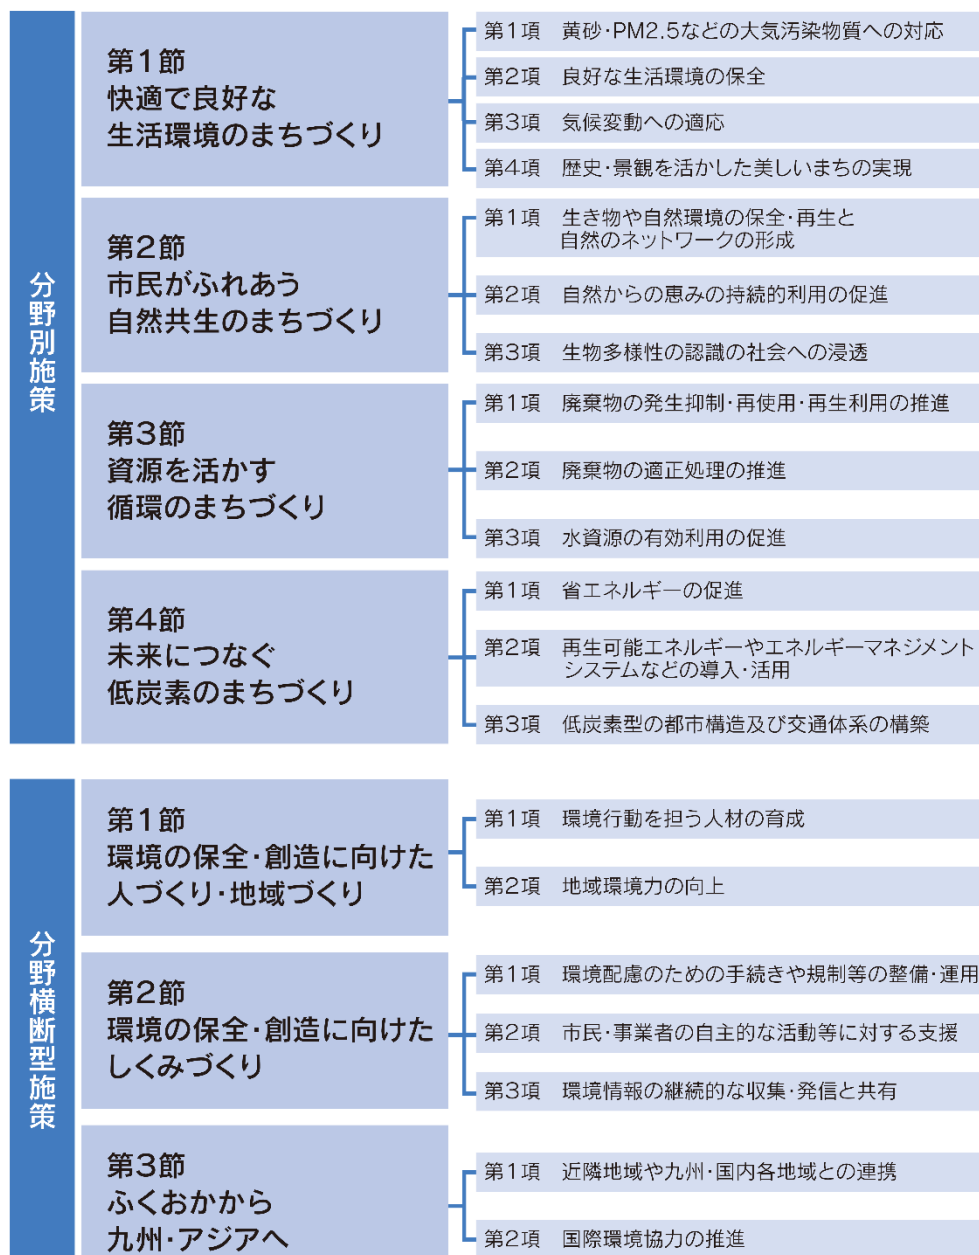 分野別施策
第1節
快適で良好な
生活環境のまちづくり
第1項 黄砂・PM2.5などの大気汚染物質への対応
第2項 良好な生活環境の保全
第3項 気候変動への適応
第4項 歴史・景観を活かした美しいまちの実現
第2節
市民がふれあう
自然共生のまちづくり
第1項 生き物や自然環境の保全・再生と
自然のネットワークの形成
第2項 自然からの恵みの持続的利用の促進
第3項 生物多様性の認識の社会への浸透
第3節
資源を活かす
循環のまちづくり
第1項 廃棄物の発生抑制・再使用・再生利用の推進
第2項 廃棄物の適正処理の推進
第3項 水資源の有効利用の促進
第4節
未来につなぐ
低炭素のまちづくり
第1項 省エネルギーの促進
第2項 再生可能エネルギーやエネルギーマネジメント
システムなどの導入・活用
第3項 低炭素型の都市構造及び交通体系の構築
分野横断型施策
第1節
環境の保全・創造に向けた
人づくり・地域づくり
第1項 環境行動を担う人材の育成
第2項 地域環境力の向上
第2節
環境の保全・創造に向けた
しくみづくり
第1項 環境配慮のための手続きや規制等の整備・運用
第2項 市民・事業者の自主的な活動等に対する支援
第3項 環境情報の継続的な収集・発信と共有
第3節
ふくおかから
九州・アジアへ
第1項 近隣地域や九州・国内各地域との連携
第2項 国際環境協力の推進